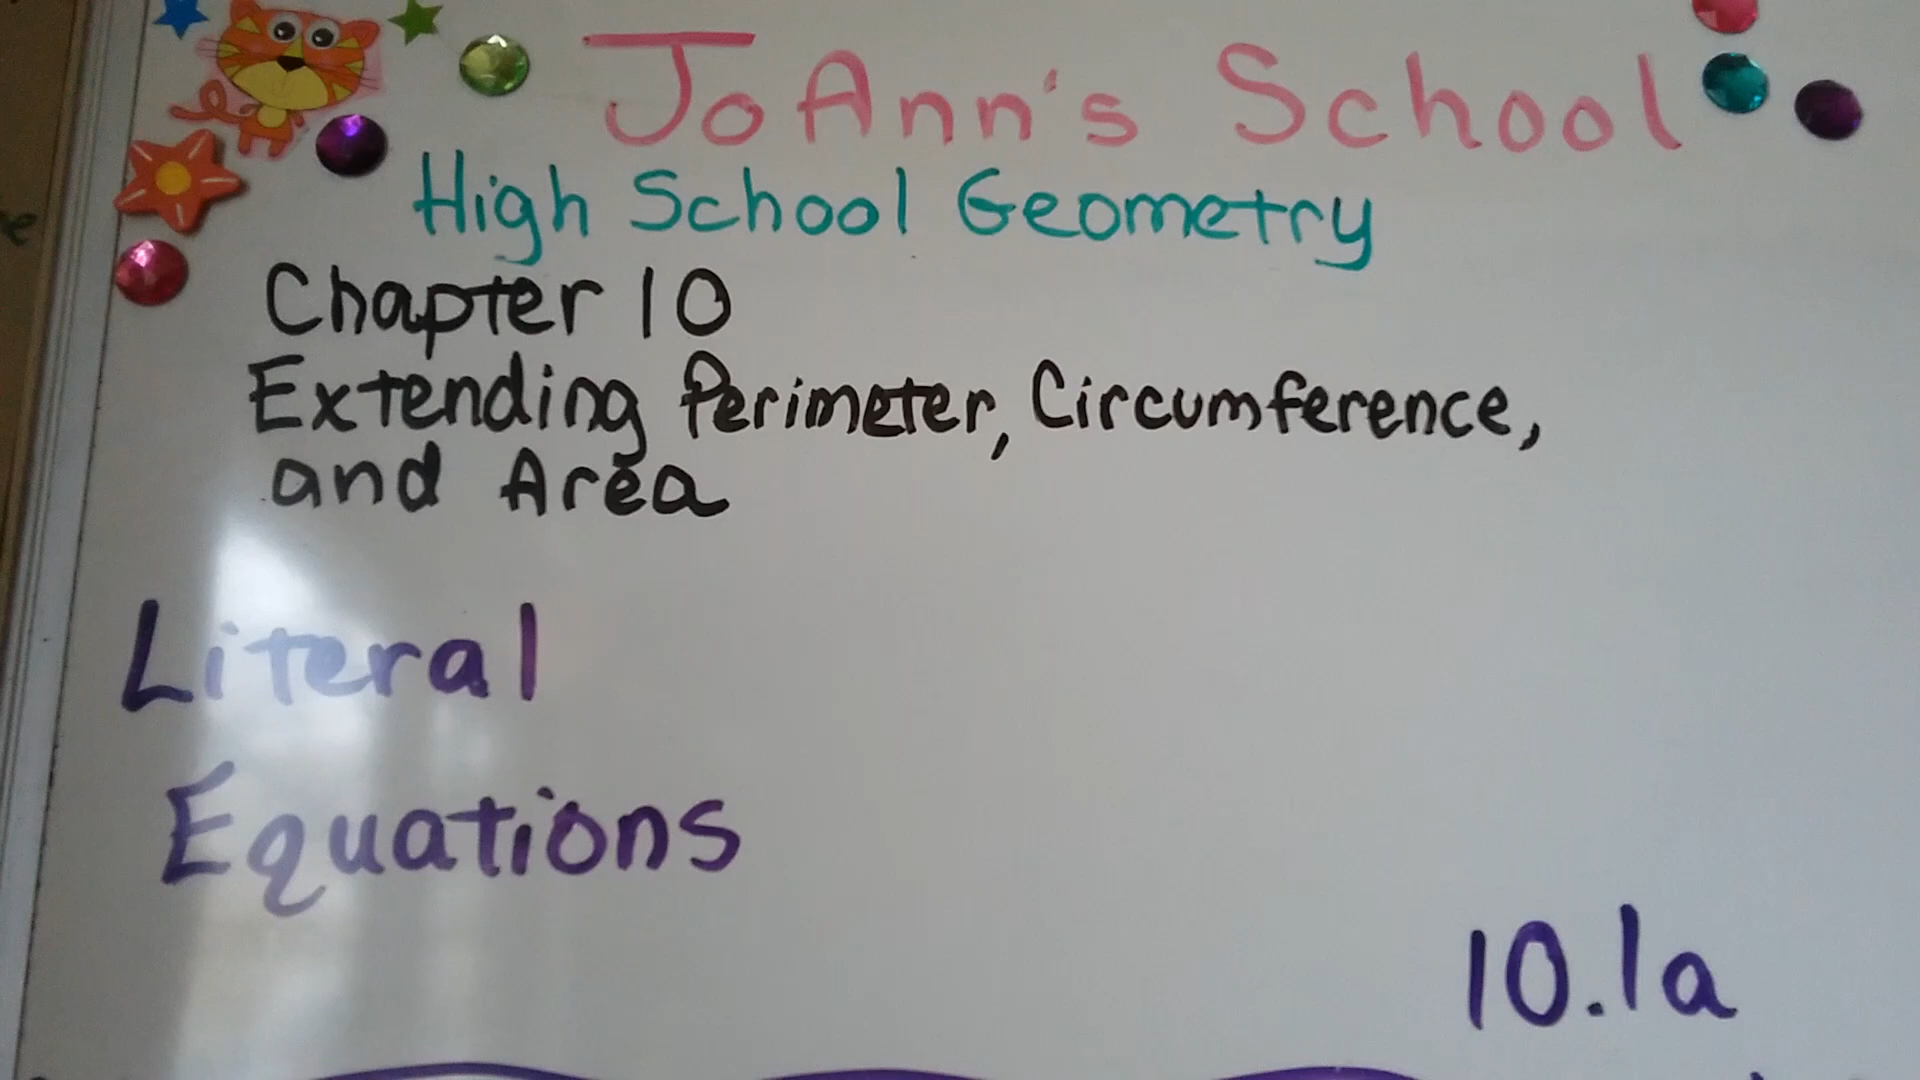 JoAnn's School
High School Geometry
Chapter 10
Extending Perimeter, Circumference,
and Area
Literal
Equations
10.1a